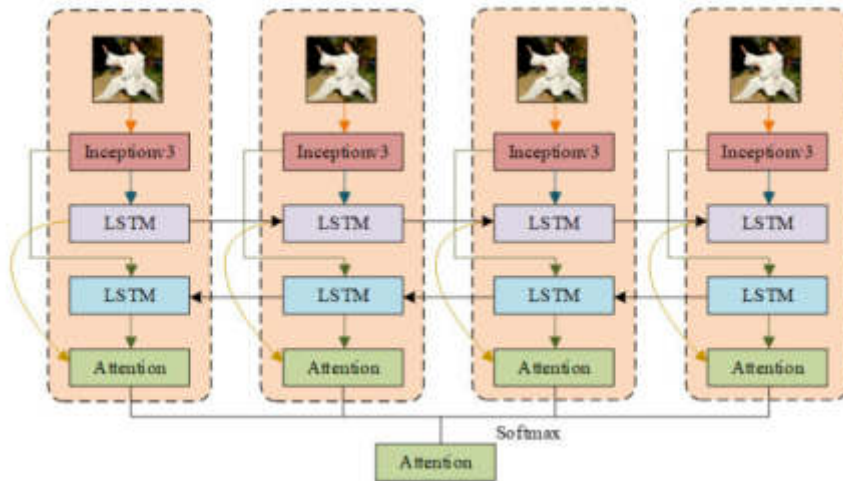 Inceptionv3 Inceptionv3 Inceptionv3 Inceptionv3
LSTM LSTM LSTM LSTM
LSTM LSTM LSTM LSTM
Attention Attention Attention Attention
Softmax
Attention